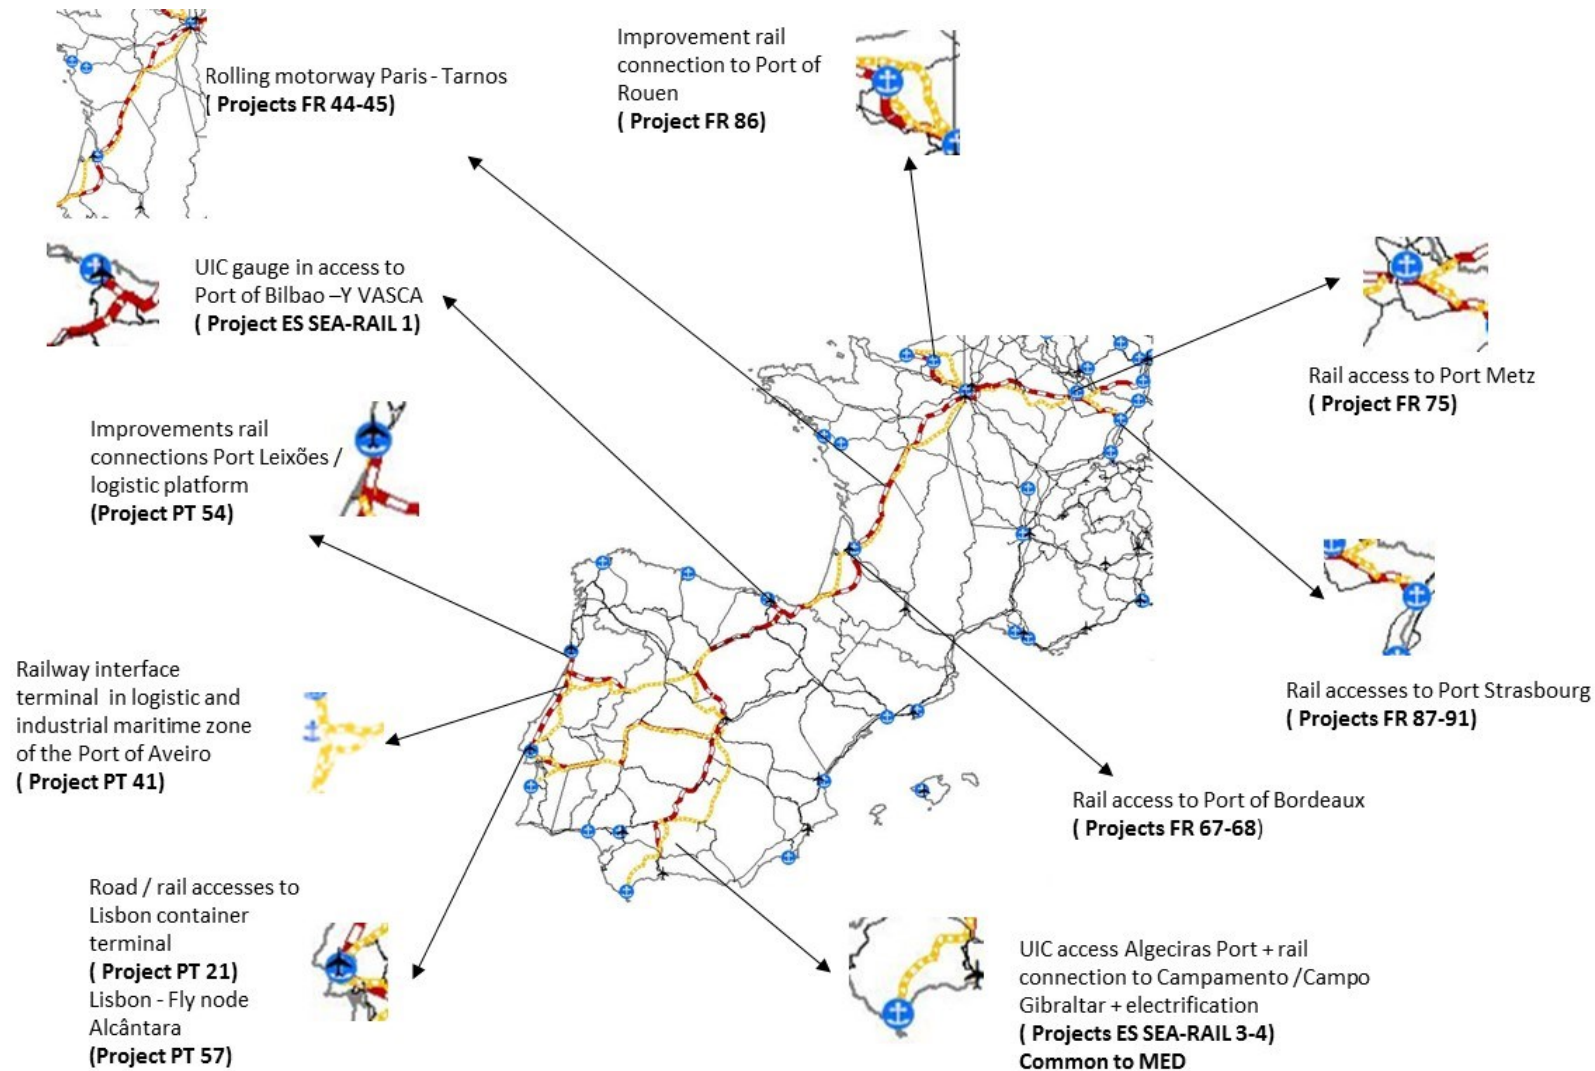 Rolling motorway Paris - Tarnos
( Projects FR 44-45)
Improvement rail
connection to Port of
Rouen
( Project FR 86)
UIC gauge in access to
Port of Bilbao –Y VASCA
( Project ES SEA-RAIL 1)
Rail access to Port Metz
( Project FR 75)
Improvements rail
connections Port Leixões /
logistic platform
(Project PT 54)
Railway interface
terminal in logistic and
industrial maritime zone
of the Port of Aveiro
( Project PT 41)
Rail accesses to Port Strasbourg
( Projects FR 87-91)
Rail access to Port of Bordeaux
( Projects FR 67-68)
Road / rail accesses to
Lisbon container
terminal
( Project PT 21)
Lisbon - Fly node
Alcântara
(Project PT 57)
UIC access Algeciras Port + rail
connection to Campamento /Campo
Gibraltar + electrification
( Projects ES SEA-RAIL 3-4)
Common to MED